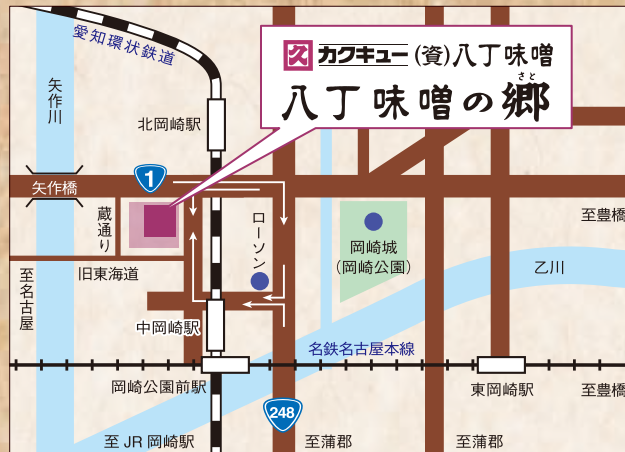 愛知環状鉄道
久 カクキュー (資)八丁味噌
八丁味噌の郷
さと
矢作川
北岡崎駅
1
矢作橋
蔵通り
ローソン
岡崎城
(岡崎公園)
至豊橋
乙川
旧東海道
至名古屋
中岡崎駅
名鉄名古屋本線
岡崎公園前駅
東岡崎駅
至豊橋
248
至JR岡崎駅
至蒲郡
至蒲郡